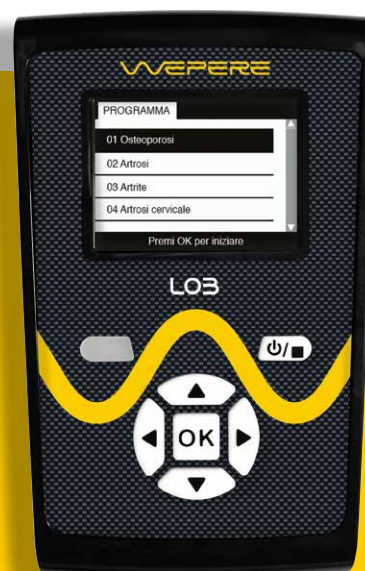 WEPERE
PROGRAMMA
01 Osteoporosi
02 Artrosi
03 Artrite
04 Artrosi cervicale
Premi OK per iniziare
LO3
OK